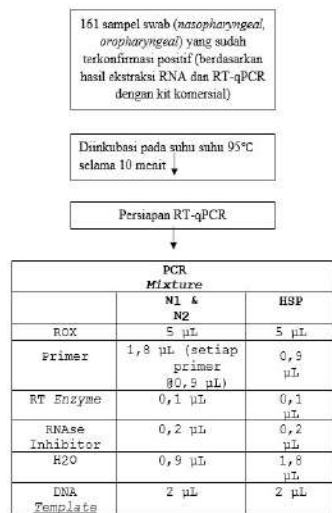 161 sampel swab (nasopharyngeal,
oropharyngeal) yang sudah
terkonfirmasi positif (berdasarkan
hasil ekstraksi RNA dan RT-qPCR
dengan kit komersial)
Diinkubasi pada suhu suhu 95°C
selama 10 menit
Persiapan RT-qPCR
PCR
Mixture
N1 &
N2
HSP
ROX
5 µL
5 µL
Primer
1,8 µL (setiap
primer
@0,9 µL)
0,9
µL
RT Enzyme
0,1 µL
0,1
µL
RNAse
Inhibitor
0,2 µL
0,2
µL
H2O
0,9 µL
1,8
µL
DNA
Template
2 µL
2 µL